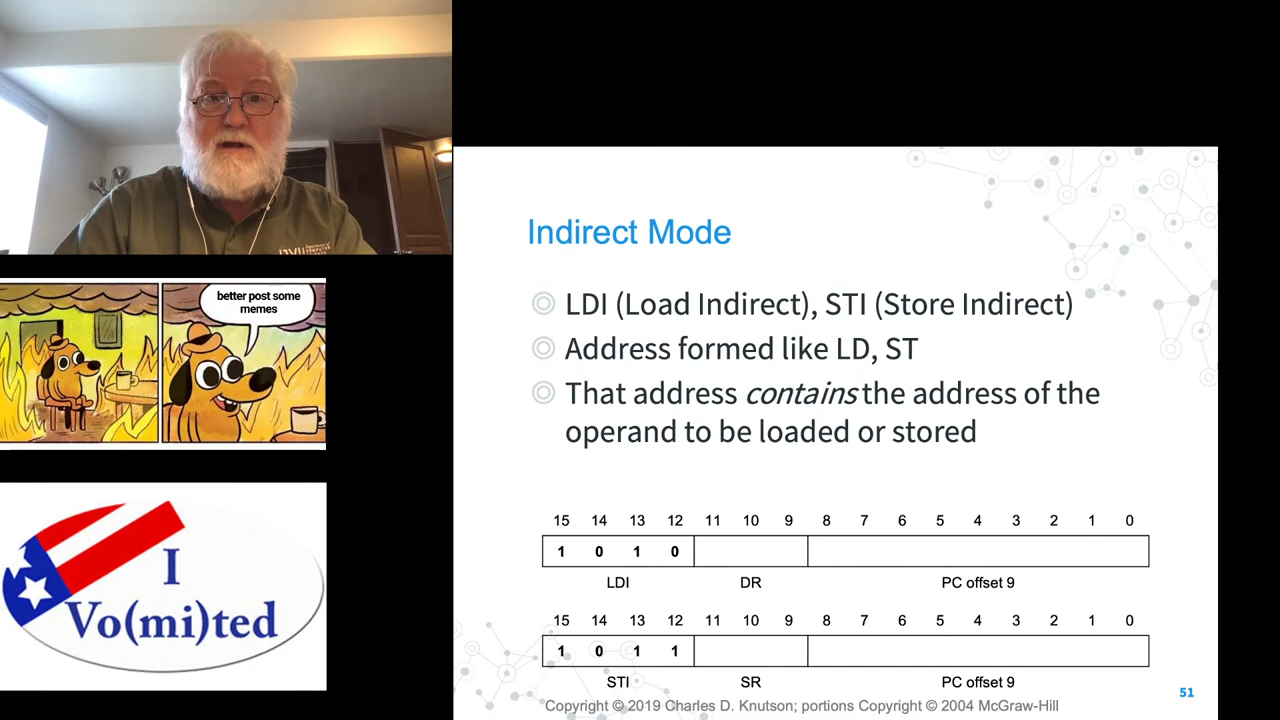 better post some
memes
I
Vo(mi)ted
Indirect Mode
LDI (Load Indirect), STI (Store Indirect)
Address formed like LD, ST
That address contains the address of the
operand to be loaded or stored
15 14 13 12 11 10 9 8 7 6 5 4 3 2 1 0
1 0 1 0
LDI DR PC offset 9
15 14 13 12 11 10 9 8 7 6 5 4 3 2 1 0
1 0 1 1
STI SR PC offset 9
51
Copyright © 2019 Charles D. Knutson; portions Copyright © 2004 McGraw-Hill